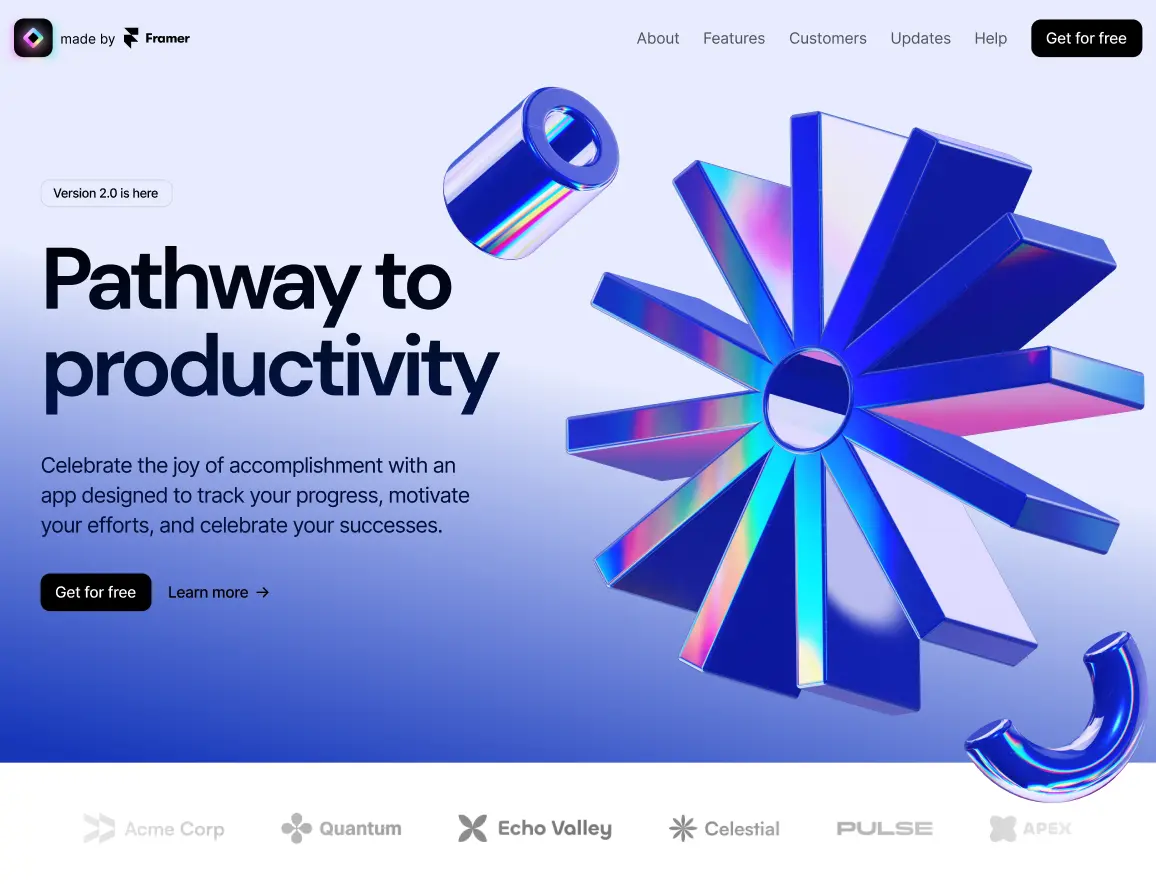 made by Framer
About Features Customers Updates Help Get for free
Version 2.0 is here
Pathway to
productivity
Celebrate the joy of accomplishment with an
app designed to track your progress, motivate
your efforts, and celebrate your successes.
Get for free Learn more →
Acme Corp Quantum Echo Valley Celestial PULSE APEX